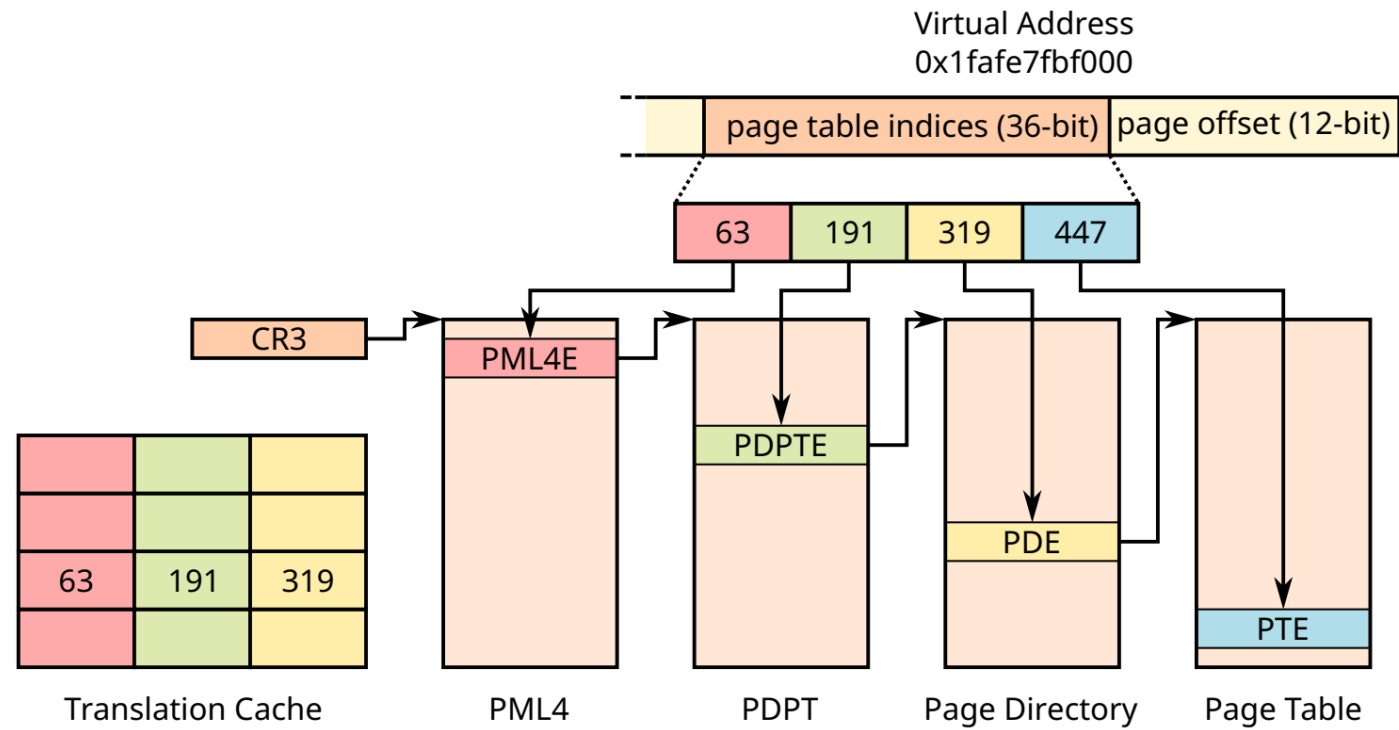 Virtual Address
0x1fafe7fbf000
page table indices (36-bit) page offset (12-bit)
63 191 319 447
CR3
PML4E
PDPTE
PDE
PTE
63 191 319
Translation Cache PML4 PDPT Page Directory Page Table